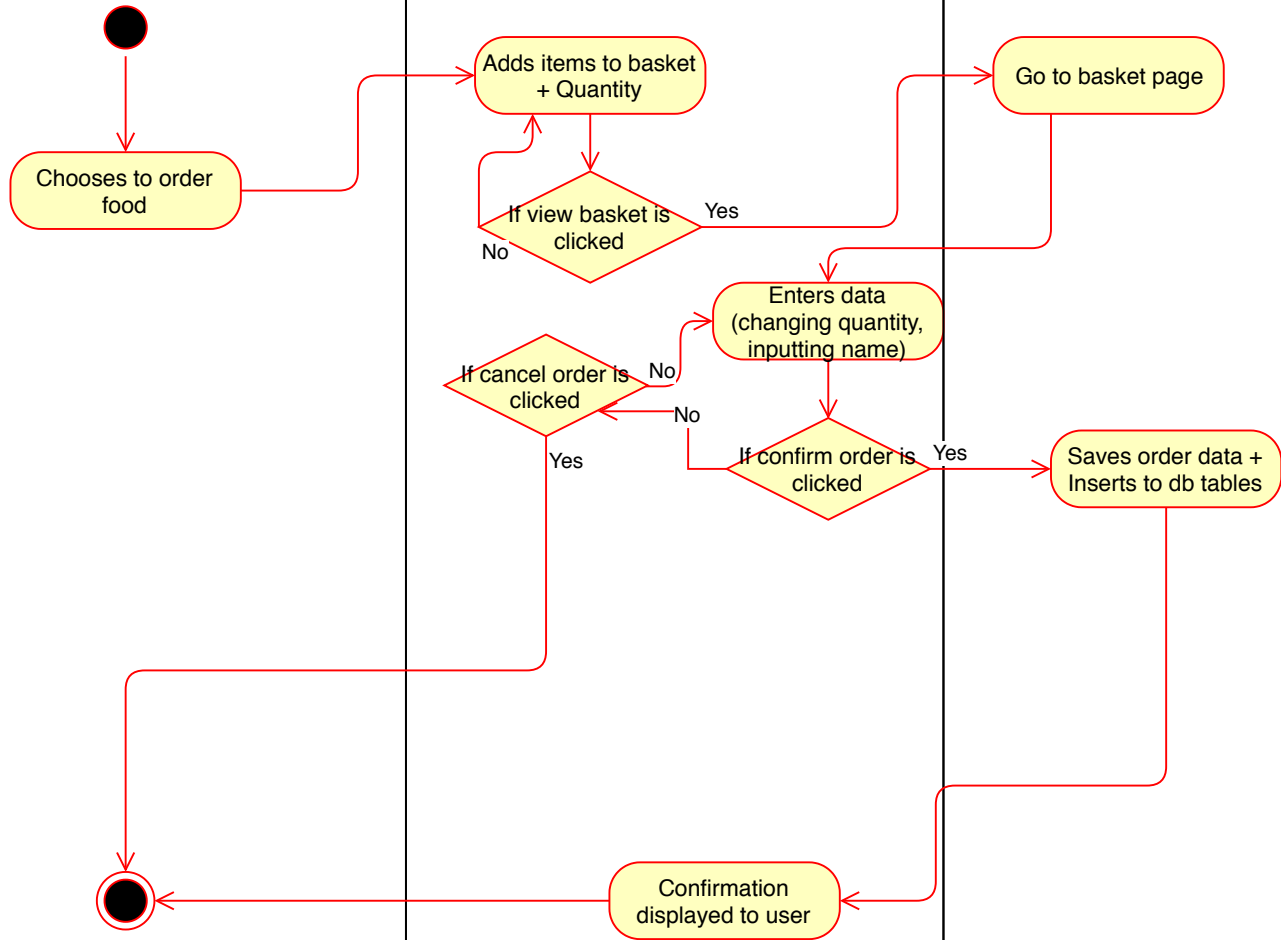 Adds items to basket
+ Quantity
Go to basket page
Chooses to order
food
If view basket is
clicked
Yes
No
Enters data
(changing quantity,
inputting name)
If cancel order is
clicked
No
No
Yes
If confirm order is
clicked
Yes
Saves order data +
Inserts to db tables
Confirmation
displayed to user